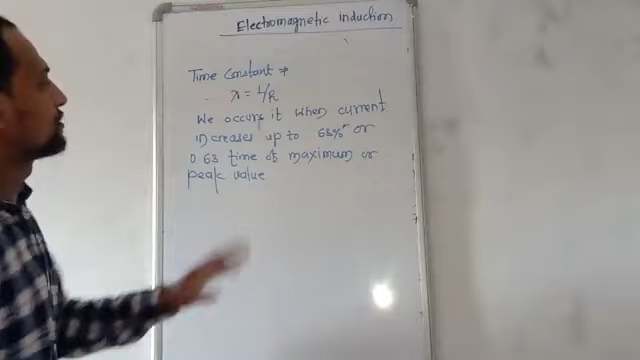 Electromagnetic Induction
Time Constant →
λ = L/R
We occurs it when current
increases up to 63% or
0 63 time of maximum or
peak value